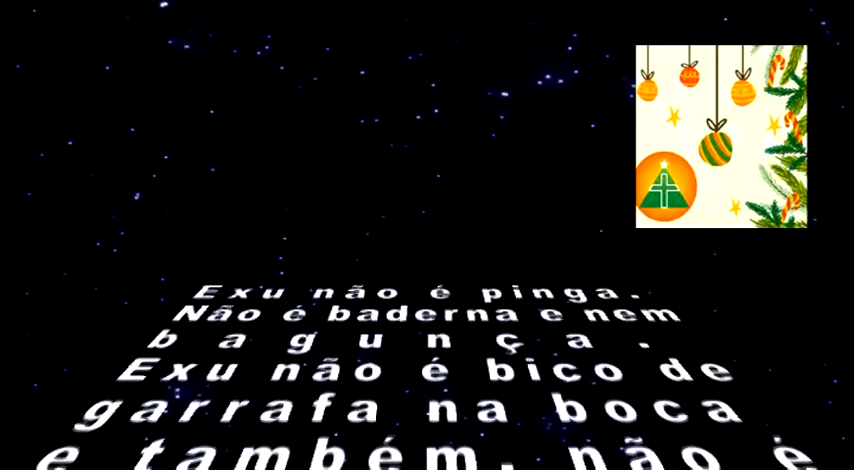 Exu não é pinga.
Não é baderna e nem
bagunça.
Exu não é bico de
garrafa na boca
e também, não é